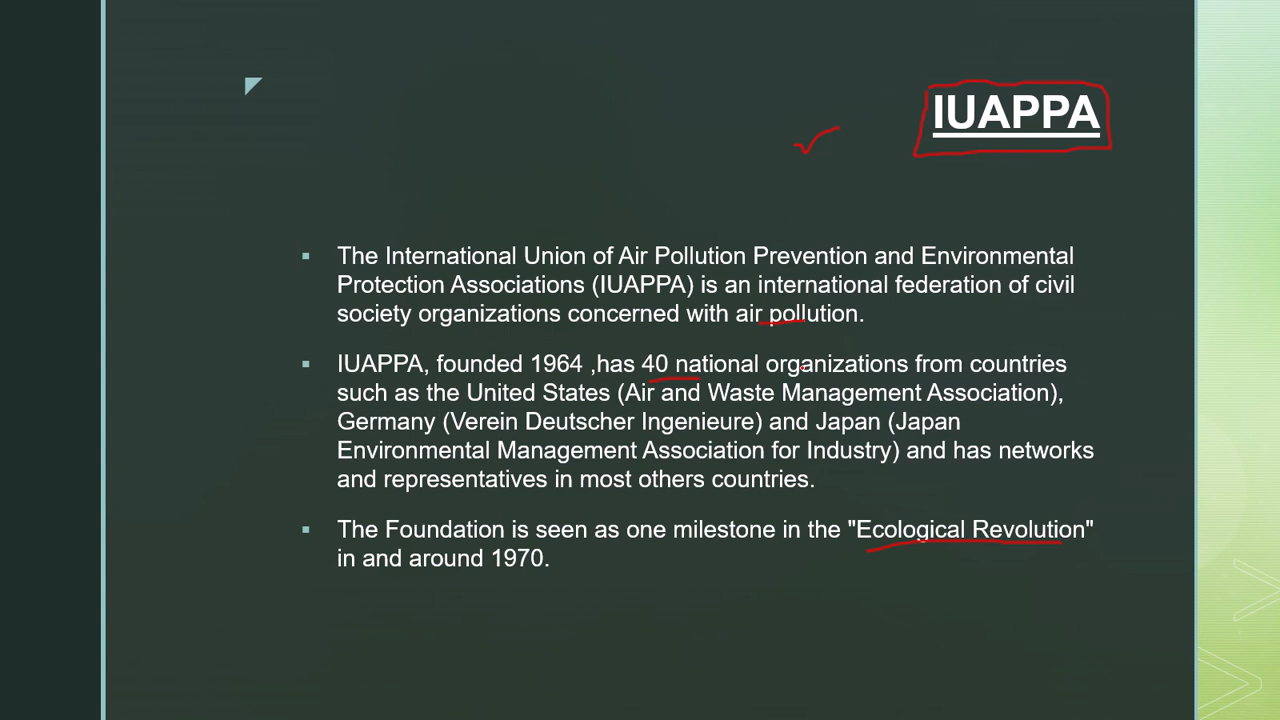 IUAPPA
▪ The International Union of Air Pollution Prevention and Environmental
Protection Associations (IUAPPA) is an international federation of civil
society organizations concerned with air pollution.
▪ IUAPPA, founded 1964 ,has 40 national organizations from countries
such as the United States (Air and Waste Management Association),
Germany (Verein Deutscher Ingenieure) and Japan (Japan
Environmental Management Association for Industry) and has networks
and representatives in most others countries.
▪ The Foundation is seen as one milestone in the "Ecological Revolution"
in and around 1970.